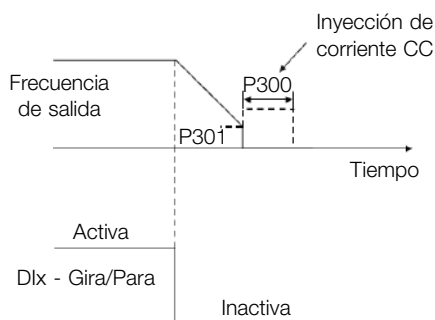 Inyección de
corriente CC
Frecuencia
de salida
P300
P301
Tiempo
Activa
DIx - Gira/Para
Inactiva